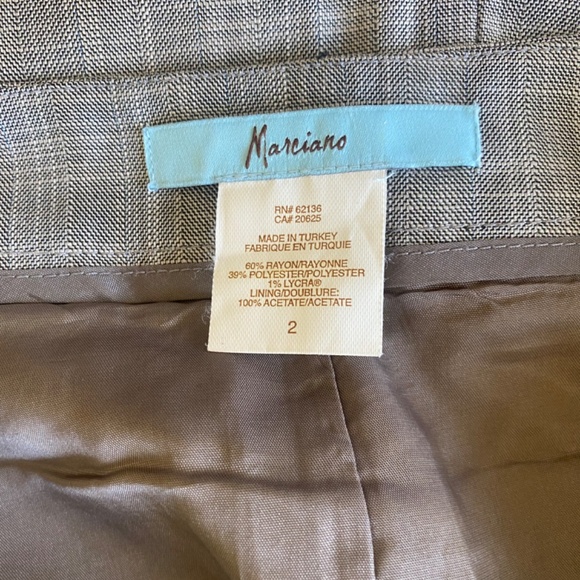 Marciano
RN# 62136
CA# 20625
MADE IN TURKEY
FABRIQUE EN TURQUIE
60% RAYON/RAYONNE
39% POLYESTER/POLYESTER
1% LYCRA®
LINING/DOUBLURE:
100% ACETATE/ACETATE
2